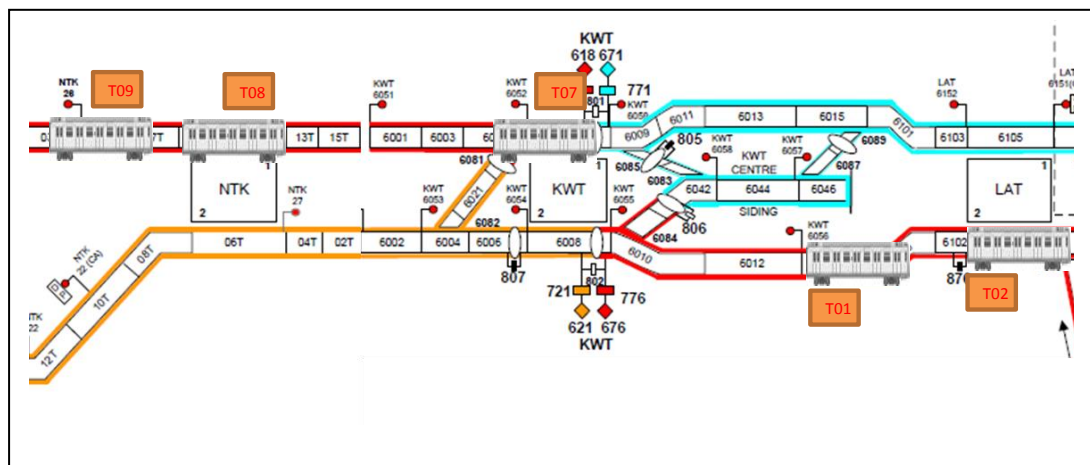 KWT
618 671
NTK
26
T09
T08
KWT
6051
KWT
6052
T07
801
771
KWT
6059
LAT
6152
LAT
7T
13T
15T
6001
6003
6009
6011
6013
6015
6101
6103
6105
805
KWT
6058
KWT
6057
6089
6081
6021
6085
6083
KWT
CENTRE
6087
1
NTK
2
1
KWT
2
1
LAT
2
NTK
27
KWT
6053
KWT
6054
KWT
6055
6042
6044
6046
SIDING
6082
6084
806
KWT
6056
08T
06T
04T
02T
6002
6004
6006
6008
6010
6012
6102
NTK
22 (CA)
D
P
10T
12T
NTK
22
807
802
721
776
621
676
KWT
T01
T02